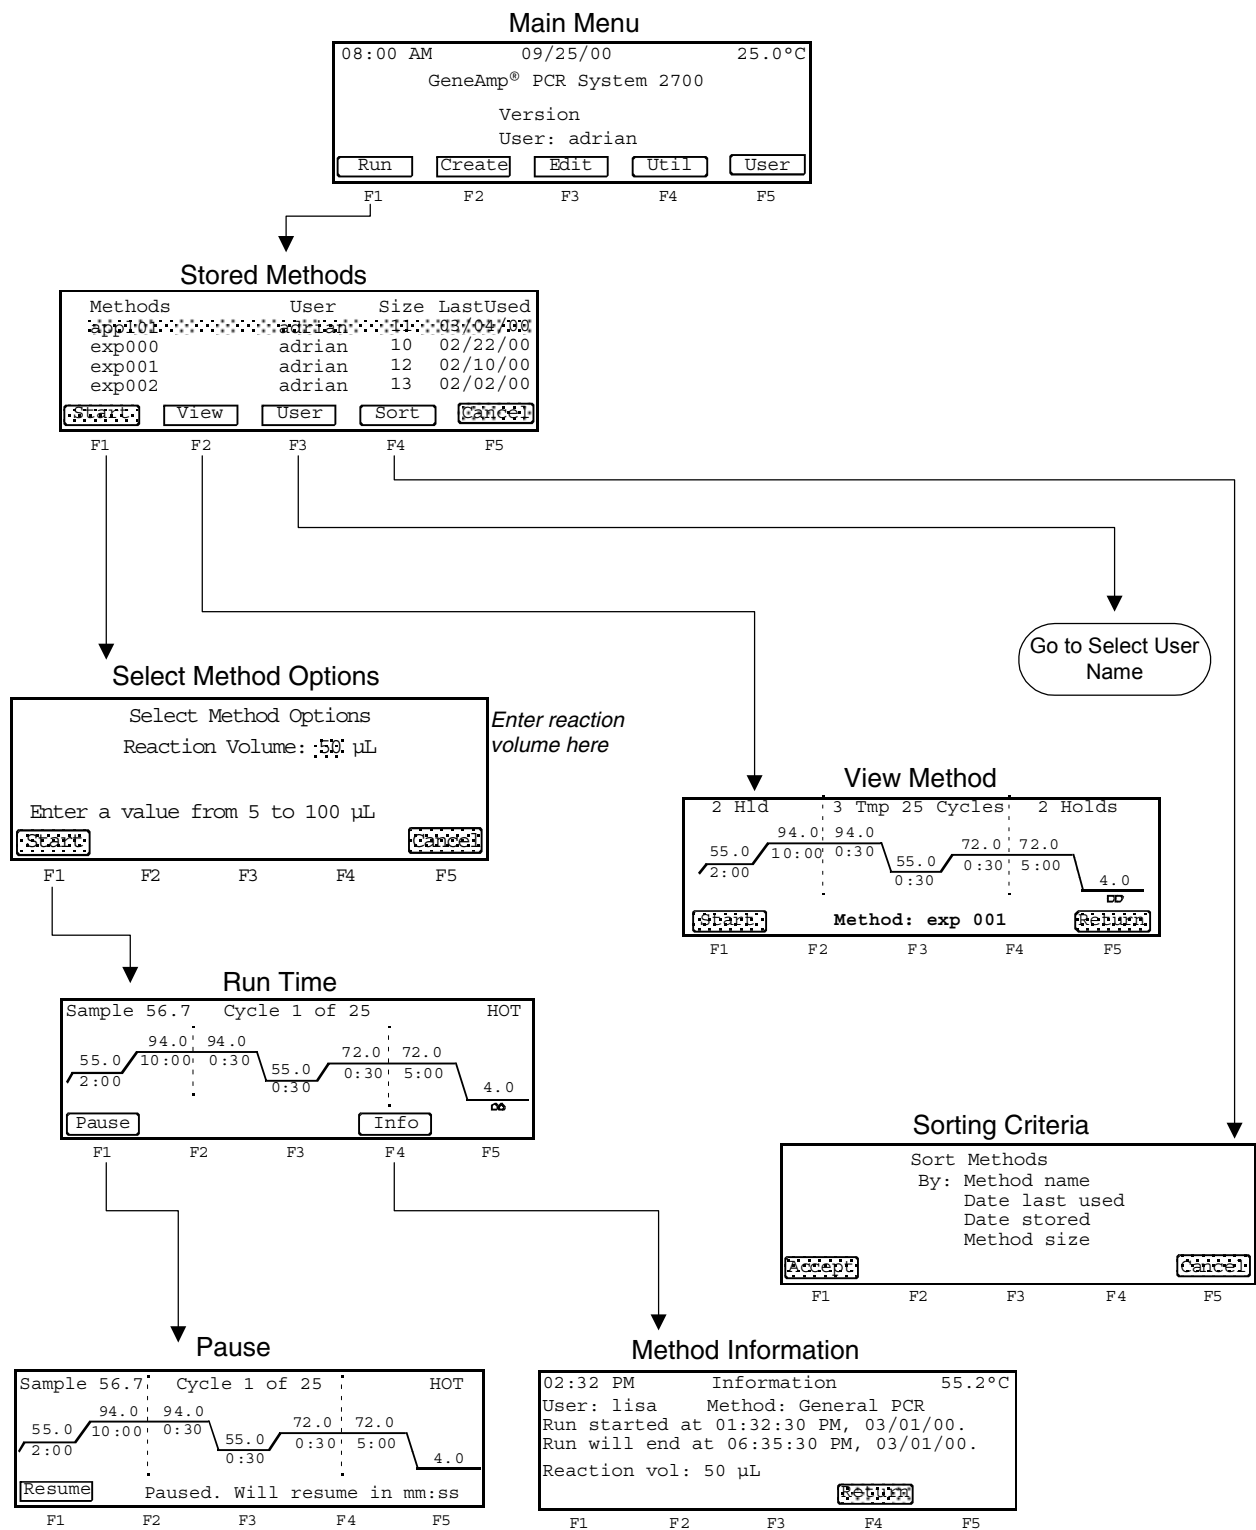 Main Menu
08:00 AM 09/25/00 25.0°C
GeneAmp® PCR System 2700
Version
User: adrian
Run Create Edit Util User
F1 F2 F3 F4 F5
Stored Methods
Methods User Size LastUsed
app101 adrian 11 03/04/00
exp000 adrian 10 02/22/00
exp001 adrian 12 02/10/00
exp002 adrian 13 02/02/00
Start View User Sort Cancel
F1 F2 F3 F4 F5
Go to Select User
Name
Select Method Options
Select Method Options
Reaction Volume: 50 µL
Enter a value from 5 to 100 µL
Start Cancel
F1 F2 F3 F4 F5
Enter reaction
volume here
View Method
2 Hld 3 Tmp 25 Cycles 2 Holds
94.0 94.0
55.0 10:00 0:30 55.0 72.0 72.0
2:00 0:30 0:30 5:00 4.0
Start Method: exp 001 Return
F1 F2 F3 F4 F5
Run Time
Sample 56.7 Cycle 1 of 25 HOT
94.0 94.0
55.0 10:00 0:30 55.0 72.0 72.0
2:00 0:30 0:30 5:00 4.0
Pause Info
F1 F2 F3 F4 F5
Sorting Criteria
Sort Methods
By: Method name
Date last used
Date stored
Method size
Accept Cancel
F1 F2 F3 F4 F5
Pause
Sample 56.7 Cycle 1 of 25 HOT
94.0 94.0
55.0 10:00 0:30 55.0 72.0 72.0
2:00 0:30 0:30 5:00 4.0
Resume Paused. Will resume in mm:ss
F1 F2 F3 F4 F5
Method Information
02:32 PM Information 55.2°C
User: lisa Method: General PCR
Run started at 01:32:30 PM, 03/01/00.
Run will end at 06:35:30 PM, 03/01/00.
Reaction vol: 50 µL
Return
F1 F2 F3 F4 F5